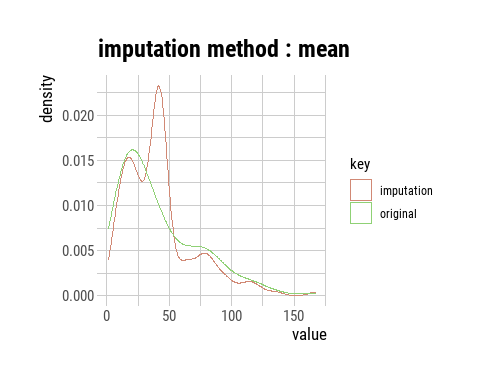 imputation method : mean
density
0.020
0.015
0.010
0.005
0.000
0 50 100 150
value
key
imputation
original